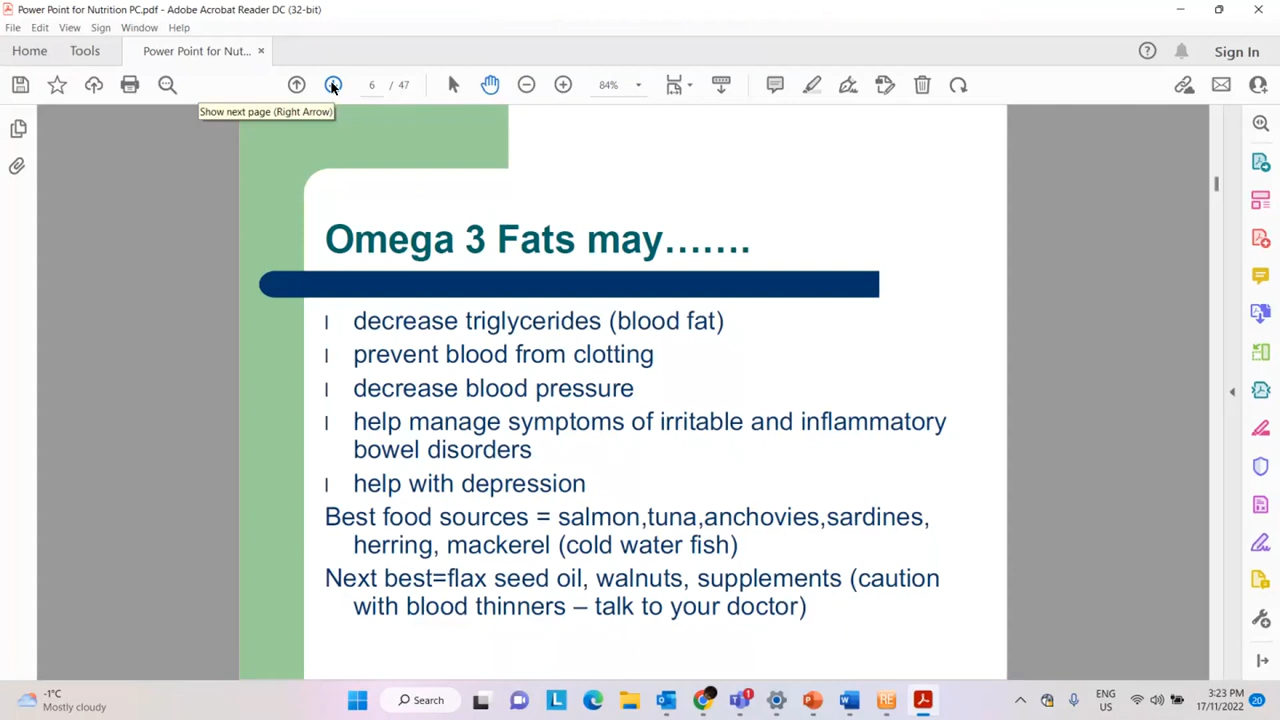 Power Point for Nutrition PC.pdf - Adobe Acrobat Reader DC (32-bit)
File Edit View Sign Window Help
Home Tools Power Point for Nut... × Sign In
6 / 47 84%
Show next page (Right Arrow)
Omega 3 Fats may.......
l decrease triglycerides (blood fat)
l prevent blood from clotting
l decrease blood pressure
l help manage symptoms of irritable and inflammatory
bowel disorders
l help with depression
Best food sources = salmon,tuna,anchovies,sardines,
herring, mackerel (cold water fish)
Next best=flax seed oil, walnuts, supplements (caution
with blood thinners – talk to your doctor)
-1°C
Mostly cloudy
Search
ENG
US
3:23 PM
17/11/2022
20